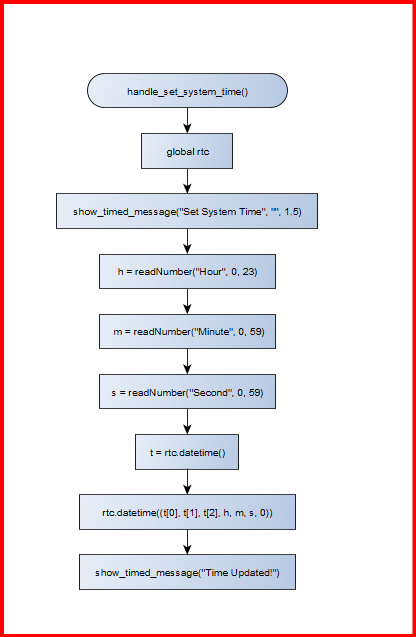 handle_set_system_time()
global rtc
show_timed_message("Set System Time", "", 1.5)
h = readNumber("Hour", 0, 23)
m = readNumber("Minute", 0, 59)
s = readNumber("Second", 0, 59)
t = rtc.datetime()
rtc.datetime((t[0], t[1], t[2], h, m, s, 0))
show_timed_message("Time Updated!")